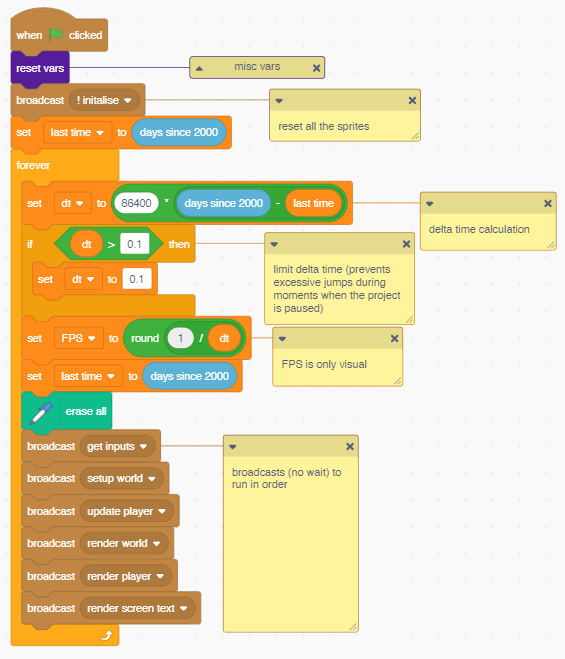 when clicked
reset vars
misc vars
broadcast ! initalise
reset all the sprites
set last time to days since 2000
forever
set dt to 86400 * days since 2000 - last time
delta time calculation
if dt > 0.1 then
limit delta time (prevents
excessive jumps during
moments when the project
is paused)
set dt to 0.1
set FPS to round 1 / dt
FPS is only visual
set last time to days since 2000
erase all
broadcast get inputs
broadcasts (no wait) to
run in order
broadcast setup world
broadcast update player
broadcast render world
broadcast render player
broadcast render screen text